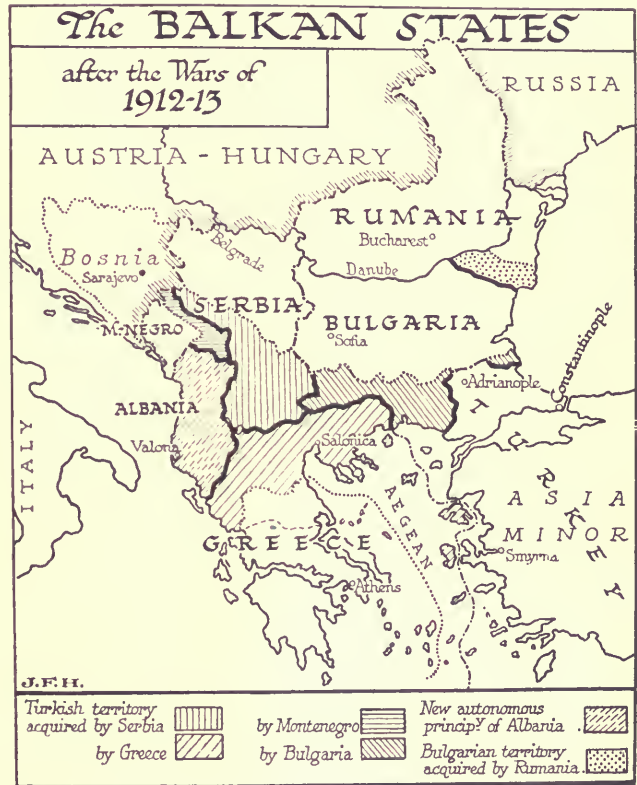 The BALKAN STATES
after the Wars of
1912-13
RUSSIA
AUSTRIA-HUNGARY
RUMANIA
Bucharest
Belgrade
Bosnia
Sarajevo
Danube
SERBIA
M-NEGRO
BULGARIA
Sofia
Constantinople
Adrianople
ALBANIA
Valona
Salonica
ITALY
TURKEY
AEGEAN
ASIA
MINOR
Smyrna
GREECE
Athens
J.F.H.
Turkish territory
acquired by Serbia
by Greece
by Montenegro
by Bulgaria
New autonomous
principy of Albania
Bulgarian territory
acquired by Rumania